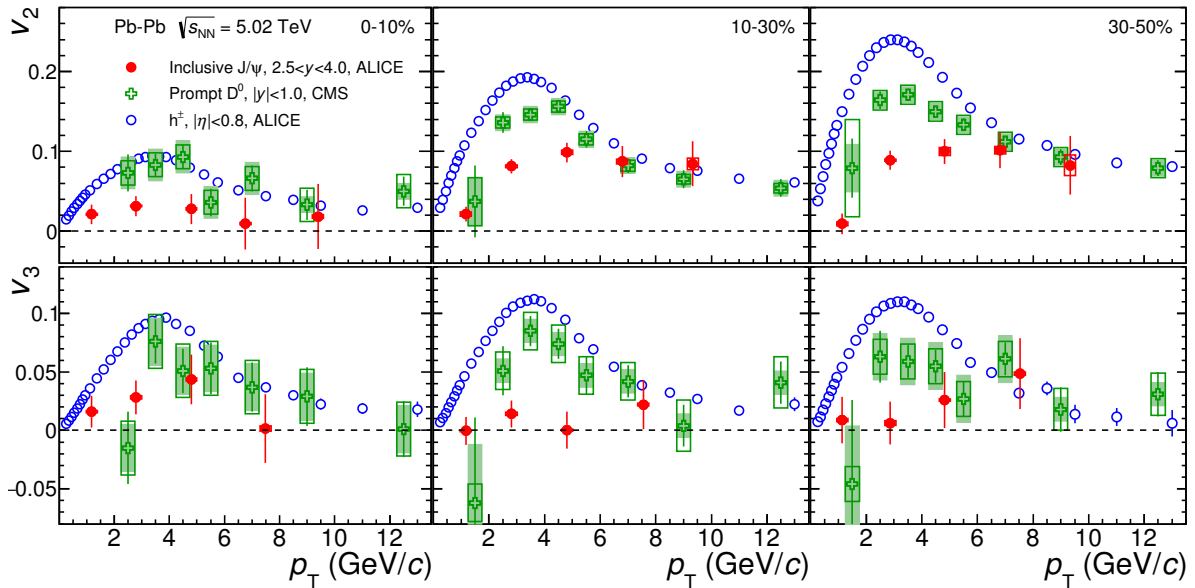 v₂
Pb-Pb √sNN = 5.02 TeV 0-10%
10-30%
30-50%
Inclusive J/ψ, 2.5<y<4.0, ALICE
Prompt D⁰, |y|<1.0, CMS
h±, |η|<0.8, ALICE
0.2
0.1
0
v₃
0.1
0.05
0
−0.05
2 4 6 8 10 12
2 4 6 8 10 12
2 4 6 8 10 12
pT (GeV/c)
pT (GeV/c)
pT (GeV/c)